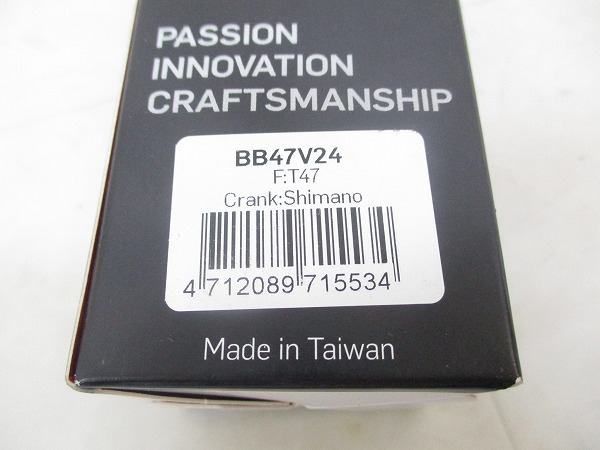 PASSION
INNOVATION
CRAFTSMANSHIP
BB47V24
F:T47
Crank:Shimano
4 712089 715534
Made in Taiwan